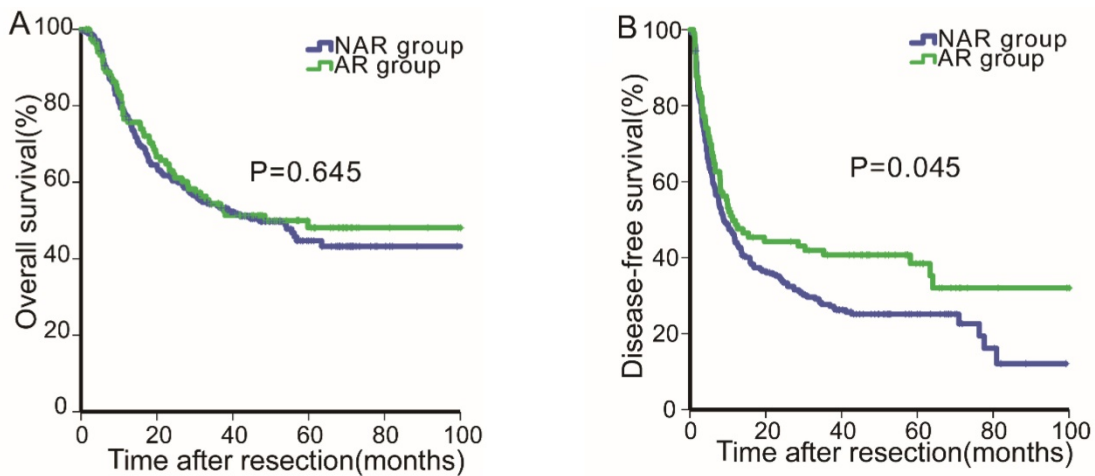 A
100
80
60
40
20
0
Overall survival(%)
NAR group
AR group
P=0.645
0 20 40 60 80 100
Time after resection(months)
B
100
80
60
40
20
0
Disease-free survival(%)
NAR group
AR group
P=0.045
0 20 40 60 80 100
Time after resection(months)